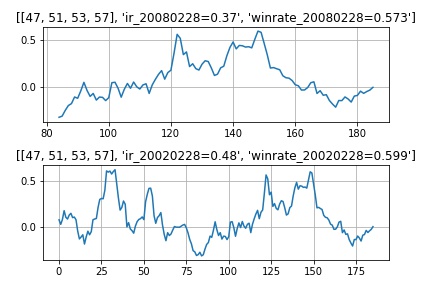 [[47, 51, 53, 57], 'ir_20080228=0.37', 'winrate_20080228=0.573']
0.5
0.0
80 100 120 140 160 180
[[47, 51, 53, 57], 'ir_20020228=0.48', 'winrate_20020228=0.599']
0.5
0.0
0 25 50 75 100 125 150 175